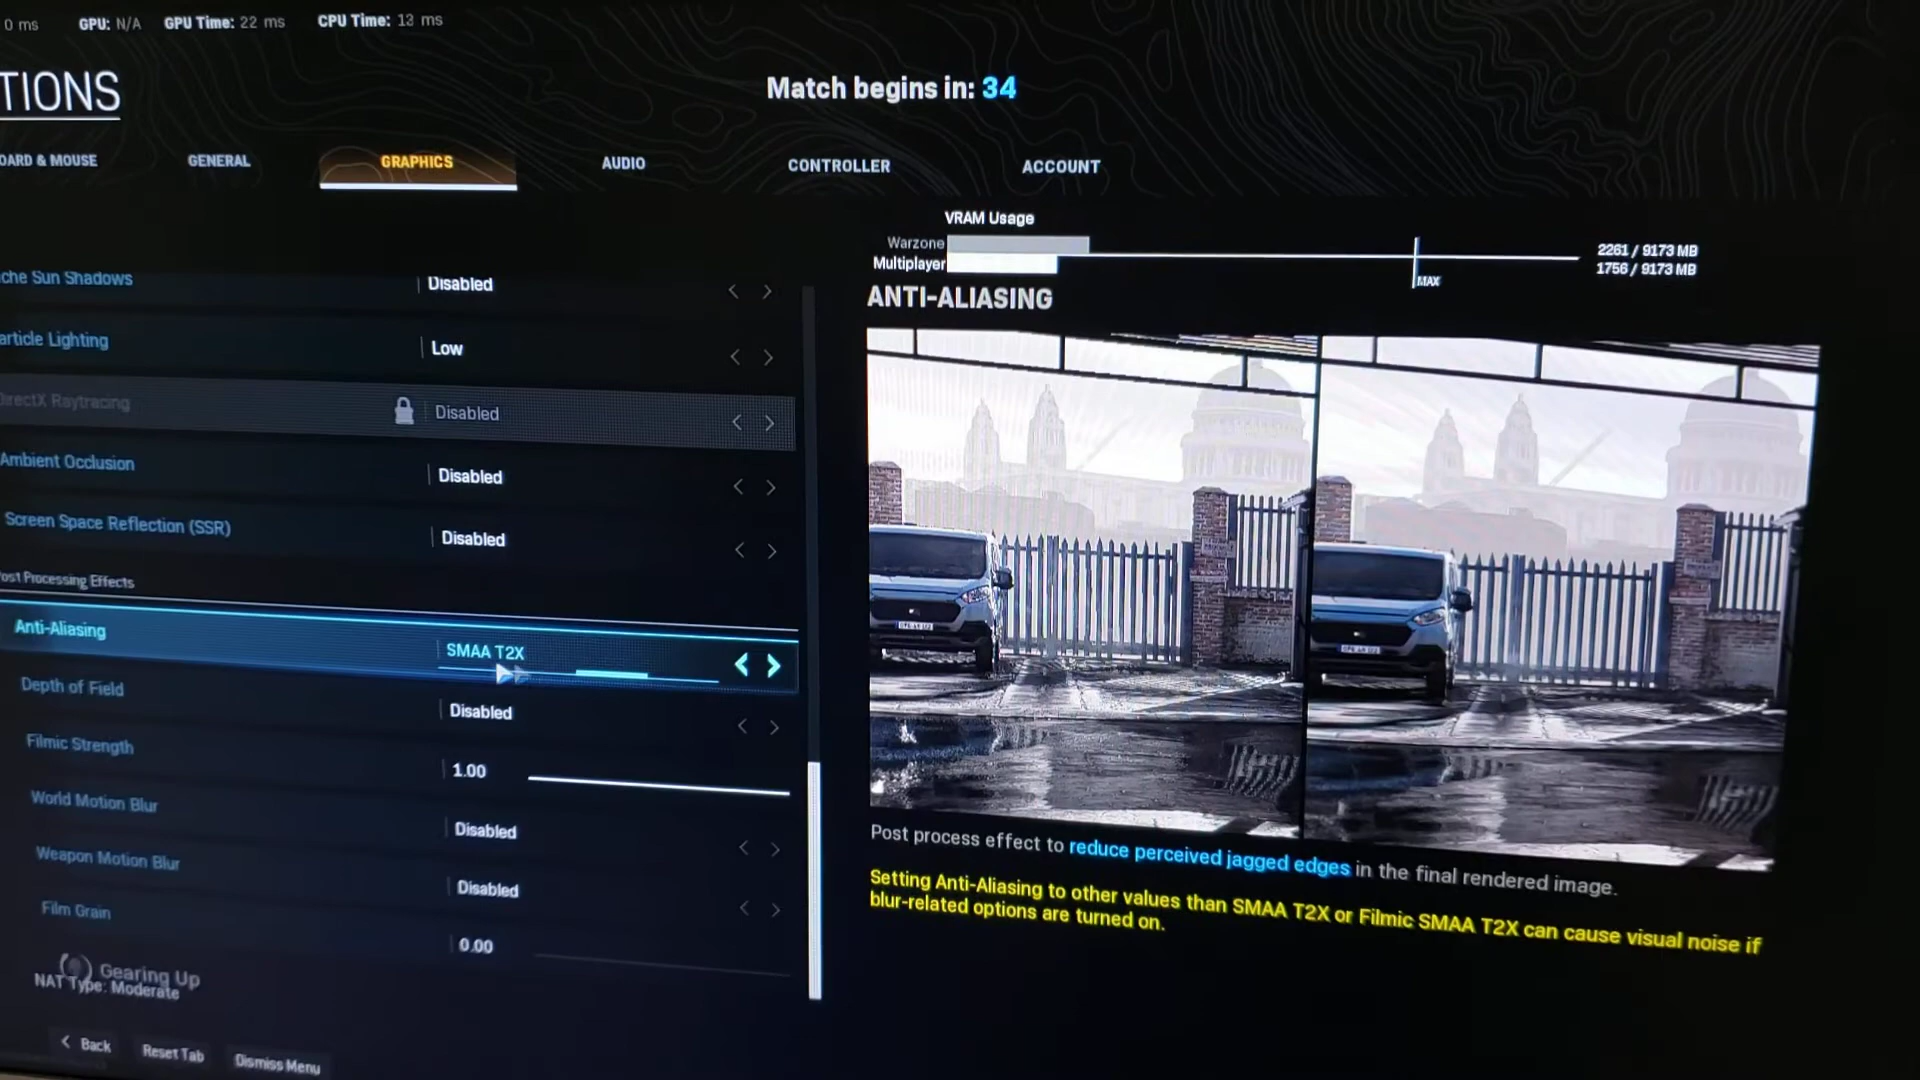 0 ms GPU: N/A GPU Time: 22 ms CPU Time: 13 ms
TIONS
Match begins in: 34
OARD & MOUSE GENERAL GRAPHICS AUDIO CONTROLLER ACCOUNT
VRAM Usage
Warzone 2261 / 9173 MB
Multiplayer 1756 / 9173 MB
MAX
ANTI-ALIASING
che Sun Shadows Disabled
article Lighting Low
DirectX Raytracing Disabled
Ambient Occlusion Disabled
Screen Space Reflection (SSR) Disabled
ost Processing Effects
Anti-Aliasing SMAA T2X
Depth of Field Disabled
Filmic Strength 1.00
World Motion Blur Disabled
Weapon Motion Blur Disabled
Film Grain 0.00
Post process effect to reduce perceived jagged edges in the final rendered image.
Setting Anti-Aliasing to other values than SMAA T2X or Filmic SMAA T2X can cause visual noise if
blur-related options are turned on.
Gearing Up
NAT Type: Moderate
Back Reset Tab Dismiss Menu